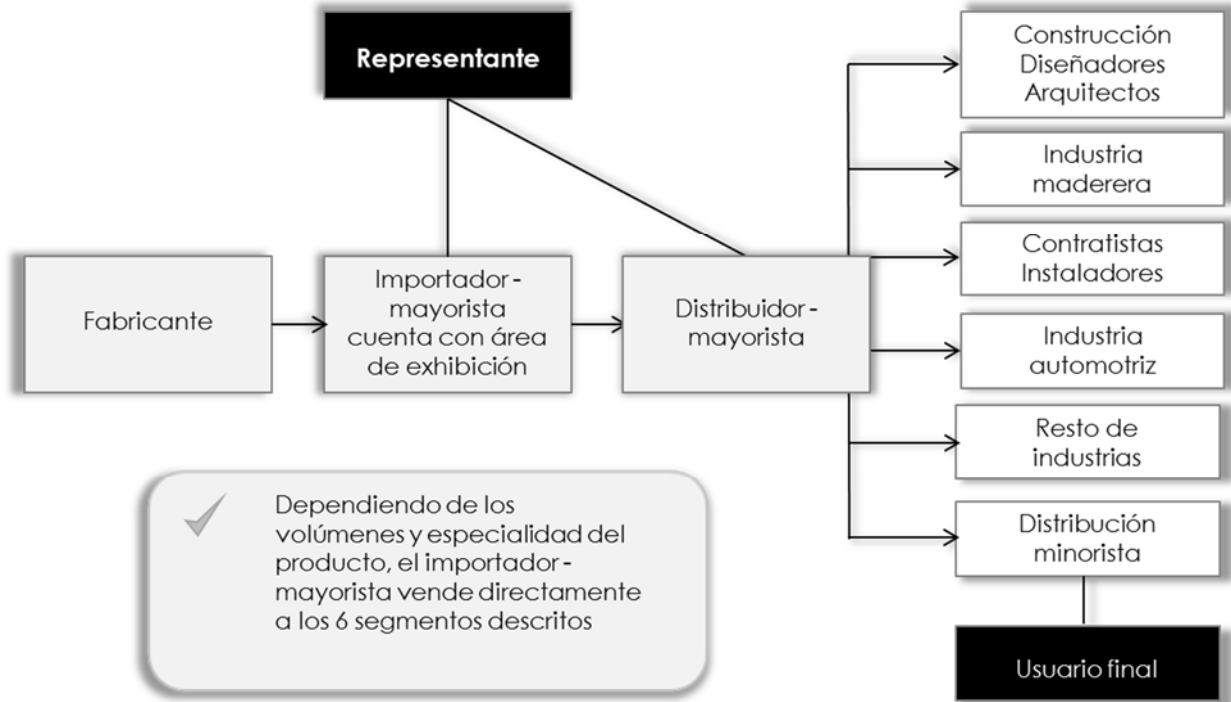 Representante
Construcción
Diseñadores
Arquitectos
Industria
maderera
Contratistas
Instaladores
Industria
automotriz
Resto de
industrias
Distribución
minorista
Usuario final
Fabricante
Importador-
mayorista
cuenta con área
de exhibición
Distribuidor-
mayorista
Dependiendo de los
volúmenes y especialidad del
producto, el importador-
mayorista vende directamente
a los 6 segmentos descritos